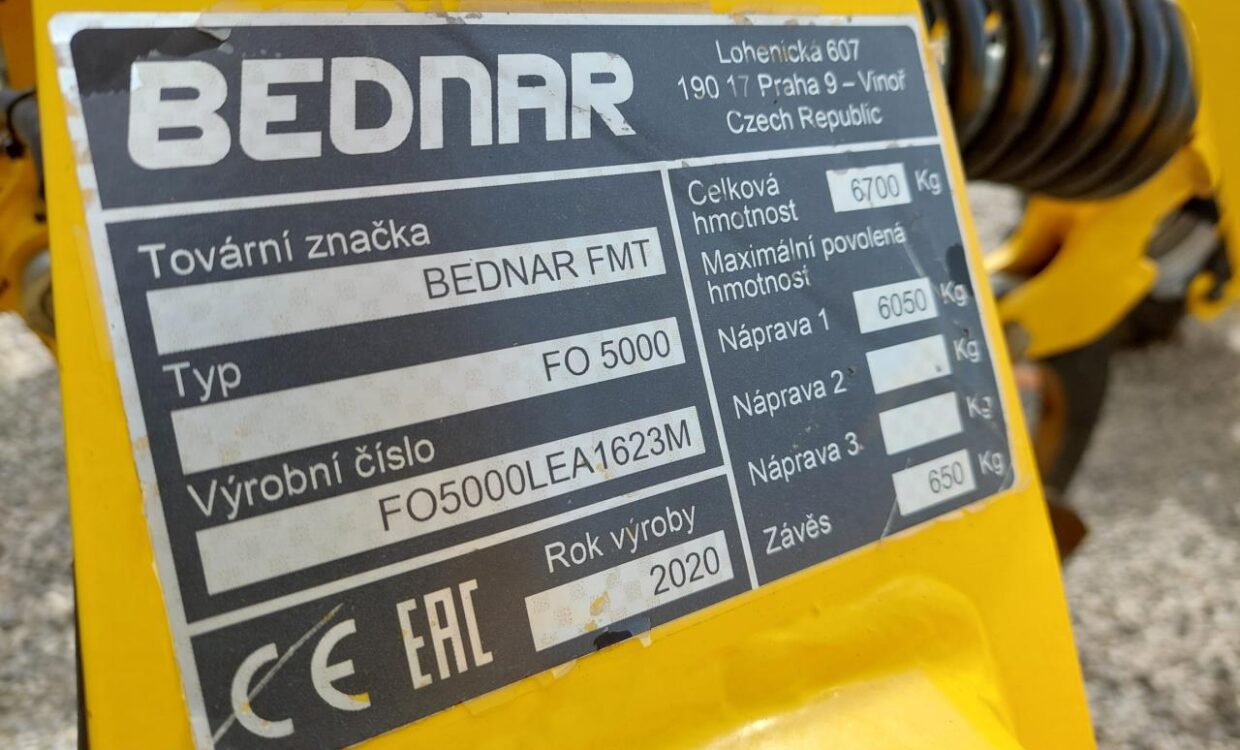 BEDNAR
Lohenická 607
190 17 Praha 9 – Vinoř
Czech Republic
Tovární značka
BEDNAR FMT
Typ
FO 5000
Výrobní číslo
FO5000LEA1623M
Rok výroby
2020
CE EAC
Celková
hmotnost
6700 Kg
Maximální povolená
hmotnost
Náprava 1 6050 Kg
Náprava 2 Kg
Náprava 3 Kg
Závěs 650 Kg